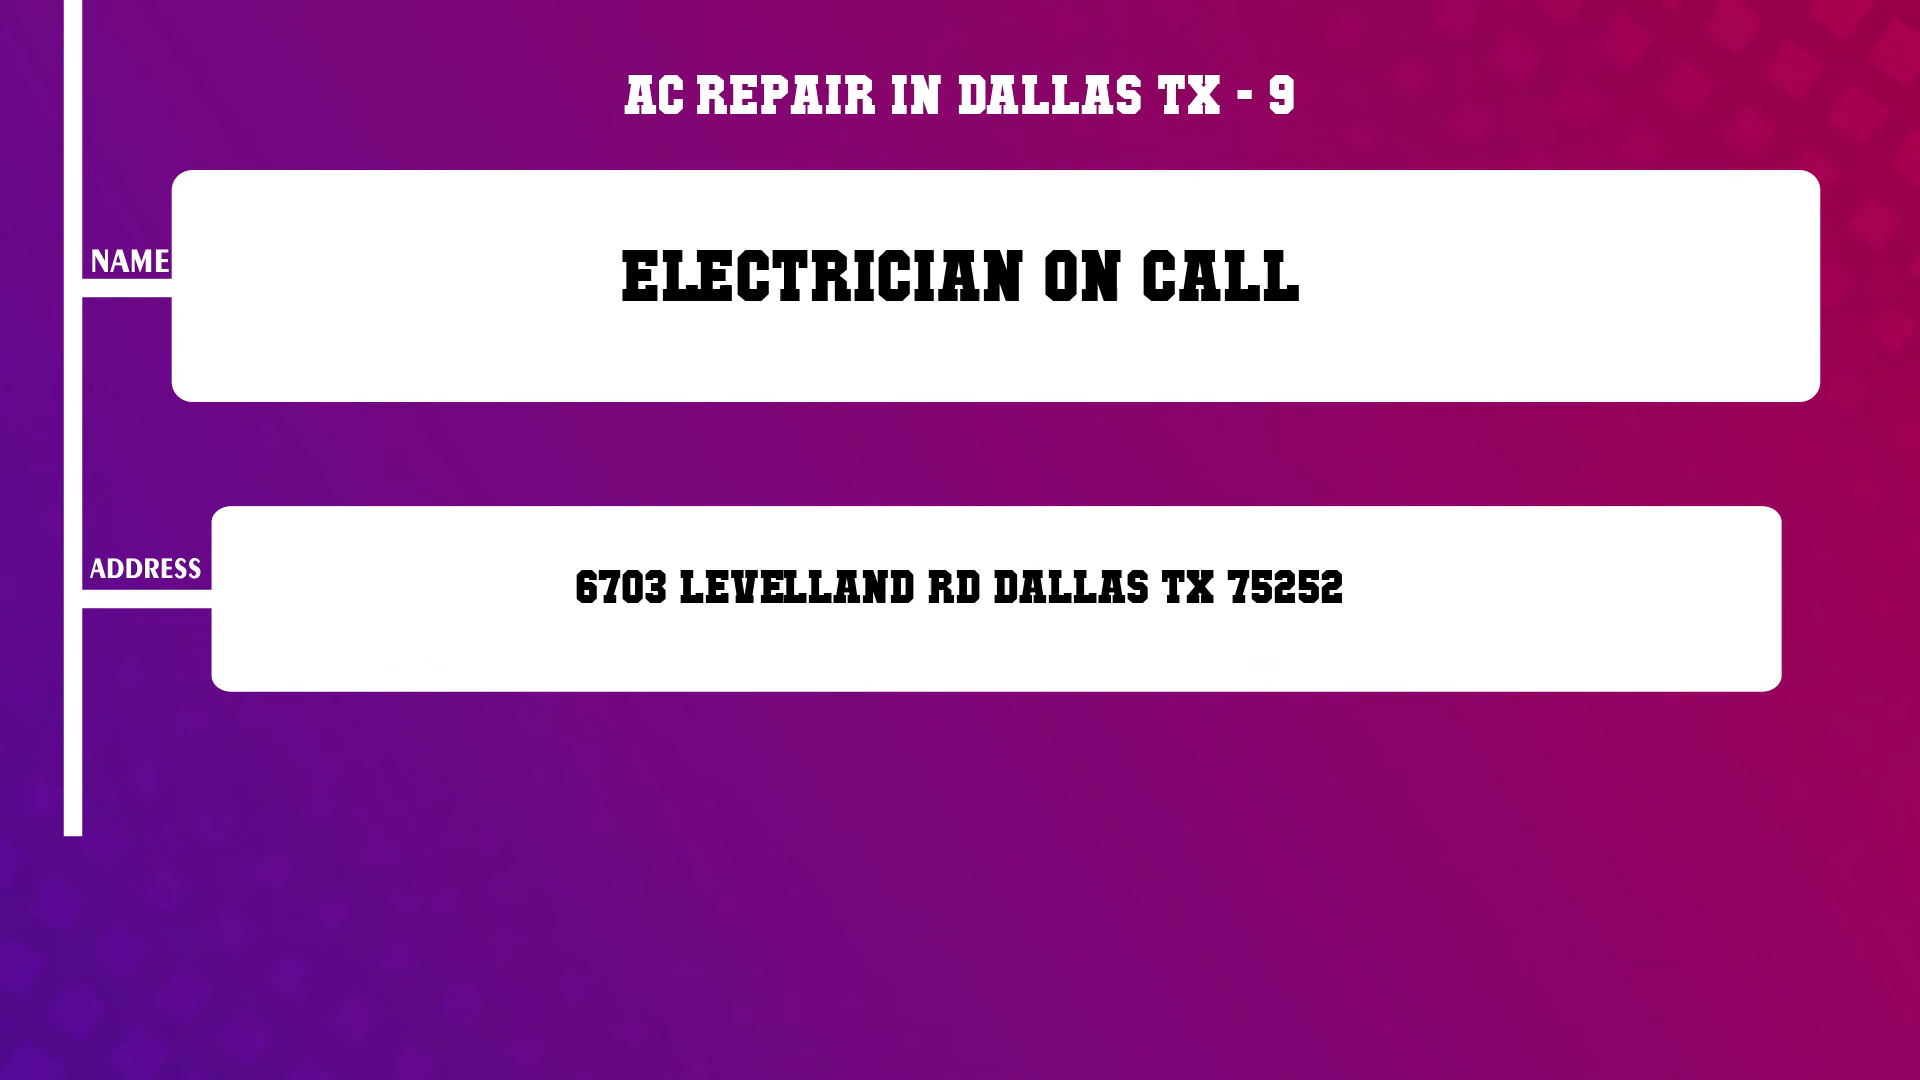 AC REPAIR IN DALLAS TX - 9
NAME
ELECTRICIAN ON CALL
ADDRESS
6703 LEVELLAND RD DALLAS TX 75252